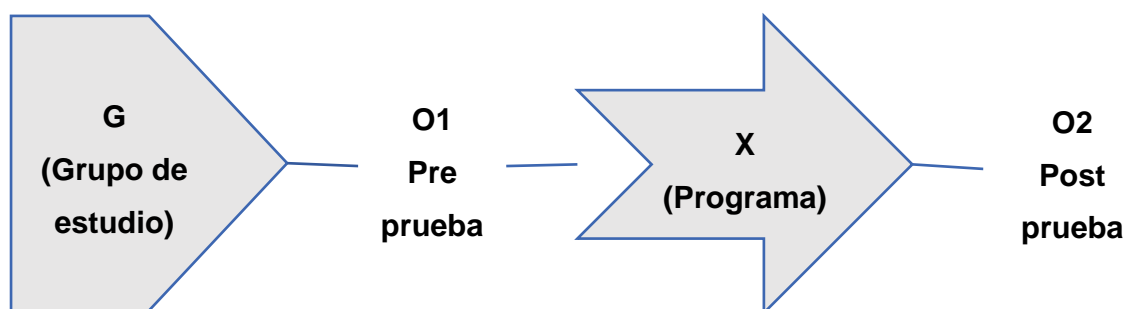 G
(Grupo de
estudio)
O1
Pre
prueba
X
(Programa)
O2
Post
prueba